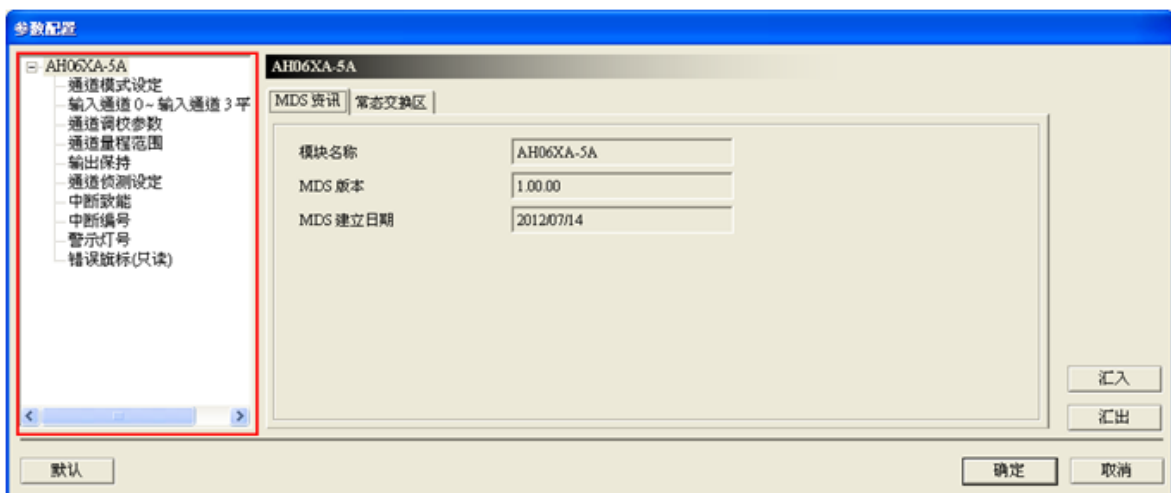 参数配置
AH06XA-5A
通道模式设定
输入通道 0 ~ 输入通道 3 平
通道调校参数
通道量程范围
输出保持
通道侦测设定
中断致能
中断编号
警示灯号
错误旗标(只读)
AH06XA-5A
MDS 资讯 常态交换区
模块名称 AH06XA-5A
MDS 版本 1.00.00
MDS 建立日期 2012/07/14
汇入
汇出
默认 确定 取消